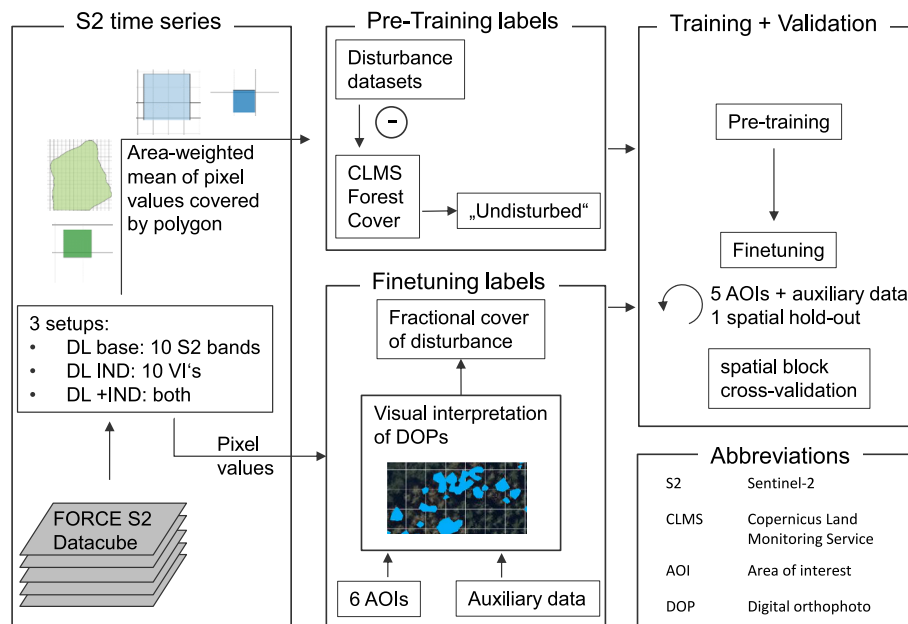 S2 time series
Area-weighted
mean of pixel
values covered
by polygon
3 setups:
• DL base: 10 S2 bands
• DL IND: 10 VI‘s
• DL +IND: both
Pixel
values
FORCE S2
Datacube
Pre-Training labels
Disturbance
datasets
-
CLMS
Forest
Cover
„Undisturbed“
Finetuning labels
Fractional cover
of disturbance
Visual interpretation
of DOPs
6 AOIs
Auxiliary data
Training + Validation
Pre-training
Finetuning
5 AOIs + auxiliary data
1 spatial hold-out
spatial block
cross-validation
Abbreviations
S2 Sentinel-2
CLMS Copernicus Land
Monitoring Service
AOI Area of interest
DOP Digital orthophoto